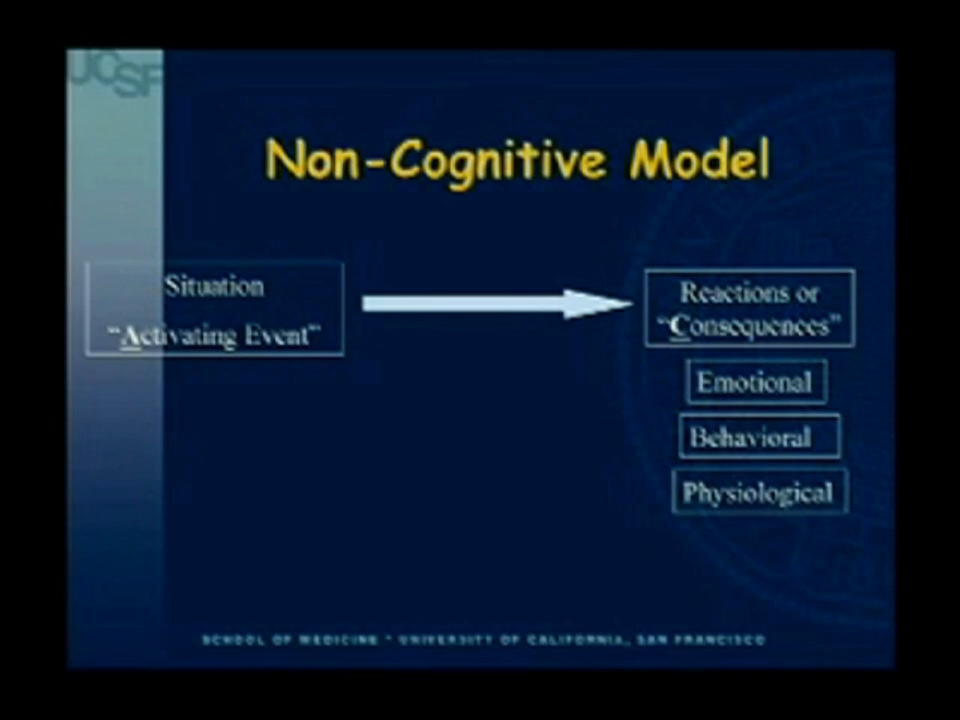 UCSF
Non-Cognitive Model
Situation
"Activating Event"
Reactions or
"Consequences"
Emotional
Behavioral
Physiological
SCHOOL OF MEDICINE * UNIVERSITY OF CALIFORNIA, SAN FRANCISCO